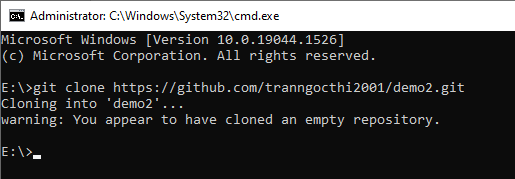 Administrator: C:\Windows\System32\cmd.exe
Microsoft Windows [Version 10.0.19044.1526]
(c) Microsoft Corporation. All rights reserved.
E:\>git clone https://github.com/tranngocthi2001/demo2.git
Cloning into 'demo2'...
warning: You appear to have cloned an empty repository.
E:\>